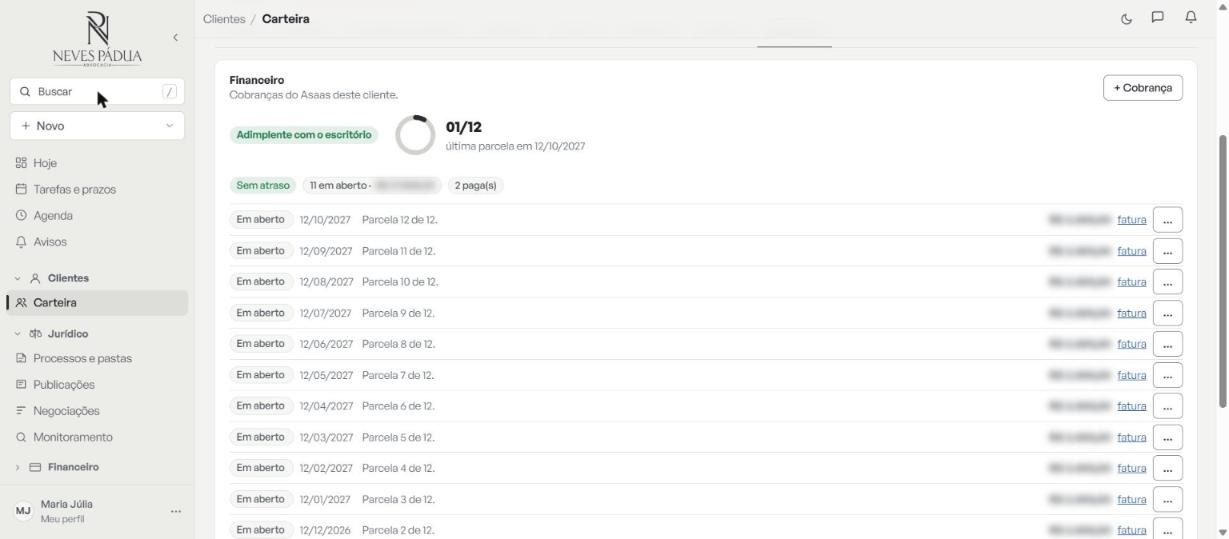 NEVES PÁDUA
ADVOCACIA
Buscar /
+ Novo
Hoje
Tarefas e prazos
Agenda
Avisos
Clientes
Carteira
Jurídico
Processos e pastas
Publicações
Negociações
Monitoramento
Financeiro
MJ
Maria Júlia
Meu perfil
...
Clientes / Carteira
Financeiro
Cobranças do Asaas deste cliente.
+ Cobrança
Adimplente com o escritório
01/12
última parcela em 12/10/2027
Sem atraso 11 em aberto · 2 paga(s)
Em aberto 12/10/2027 Parcela 12 de 12. fatura ...
Em aberto 12/09/2027 Parcela 11 de 12. fatura ...
Em aberto 12/08/2027 Parcela 10 de 12. fatura ...
Em aberto 12/07/2027 Parcela 9 de 12. fatura ...
Em aberto 12/06/2027 Parcela 8 de 12. fatura ...
Em aberto 12/05/2027 Parcela 7 de 12. fatura ...
Em aberto 12/04/2027 Parcela 6 de 12. fatura ...
Em aberto 12/03/2027 Parcela 5 de 12. fatura ...
Em aberto 12/02/2027 Parcela 4 de 12. fatura ...
Em aberto 12/01/2027 Parcela 3 de 12. fatura ...
Em aberto 12/12/2026 Parcela 2 de 12. fatura ...